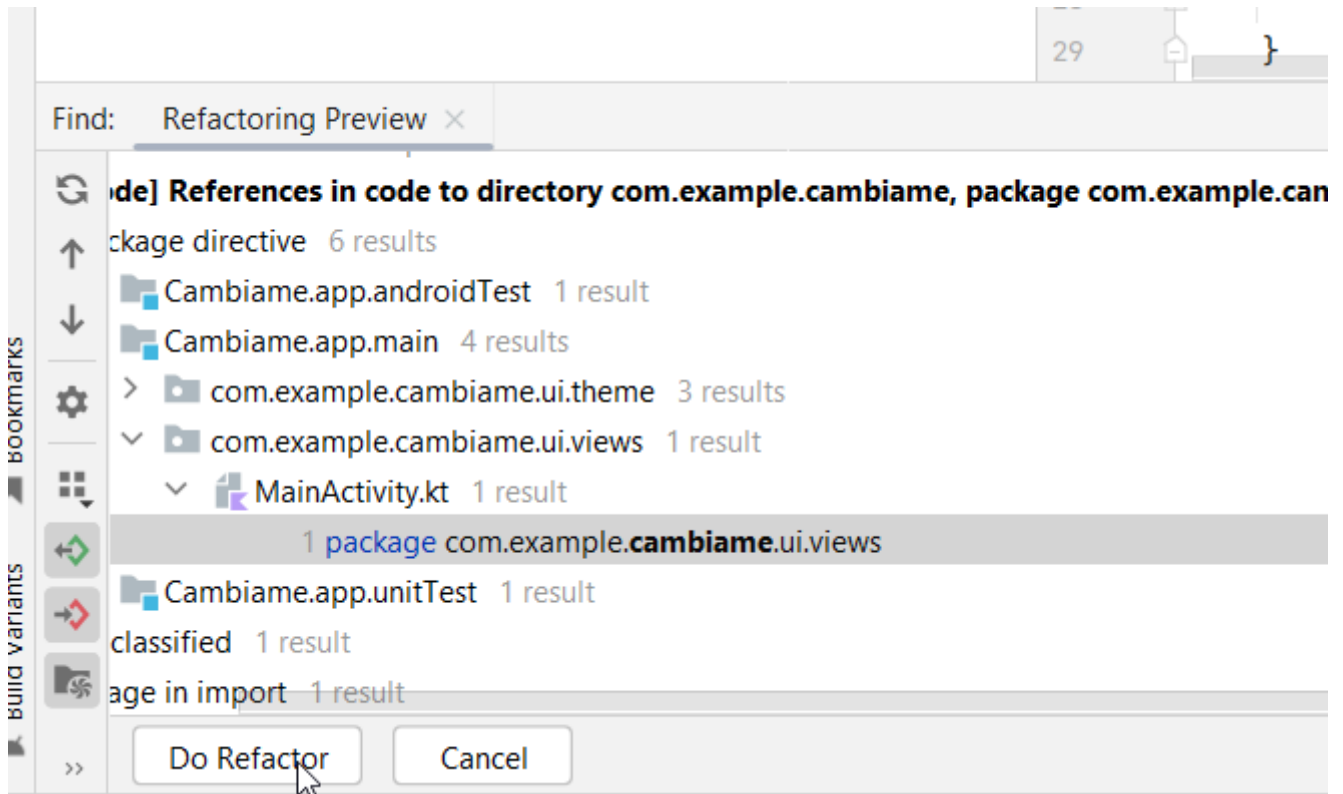 29 }
Find: Refactoring Preview
de] References in code to directory com.example.cambiame, package com.example.can
ckage directive 6 results
Cambiame.app.androidTest 1 result
Cambiame.app.main 4 results
com.example.cambiame.ui.theme 3 results
com.example.cambiame.ui.views 1 result
MainActivity.kt 1 result
1 package com.example.cambiame.ui.views
Cambiame.app.unitTest 1 result
classified 1 result
age in import 1 result
Do Refactor Cancel
Bookmarks
Build Variants